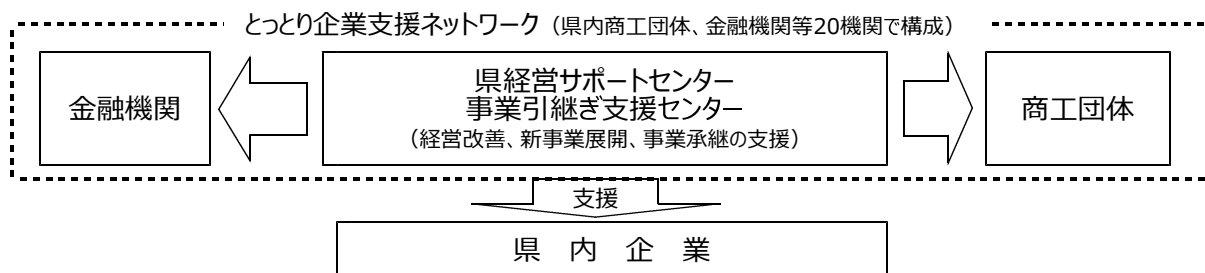 とっとり企業支援ネットワーク（県内商工団体、金融機関等20機関で構成）
金融機関
県経営サポートセンター
事業引継ぎ支援センター
（経営改善、新事業展開、事業承継の支援）
商工団体
支援
県内企業